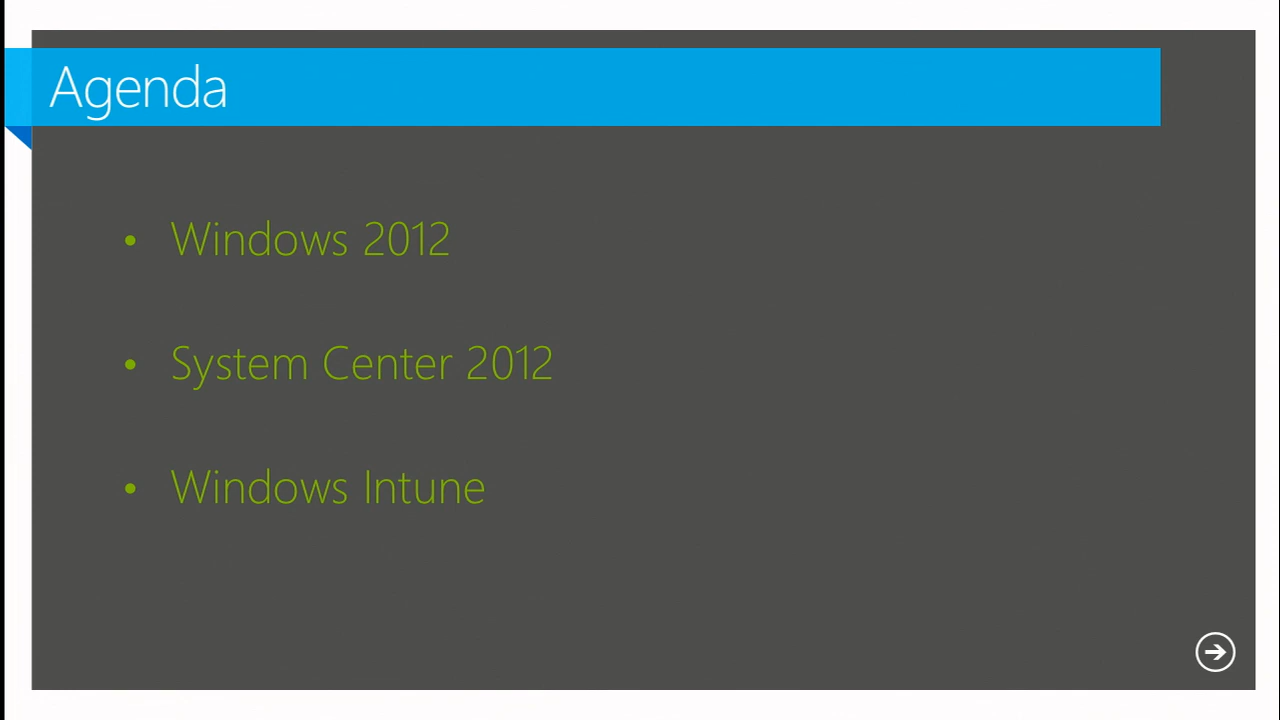 Agenda
• Windows 2012
• System Center 2012
• Windows Intune